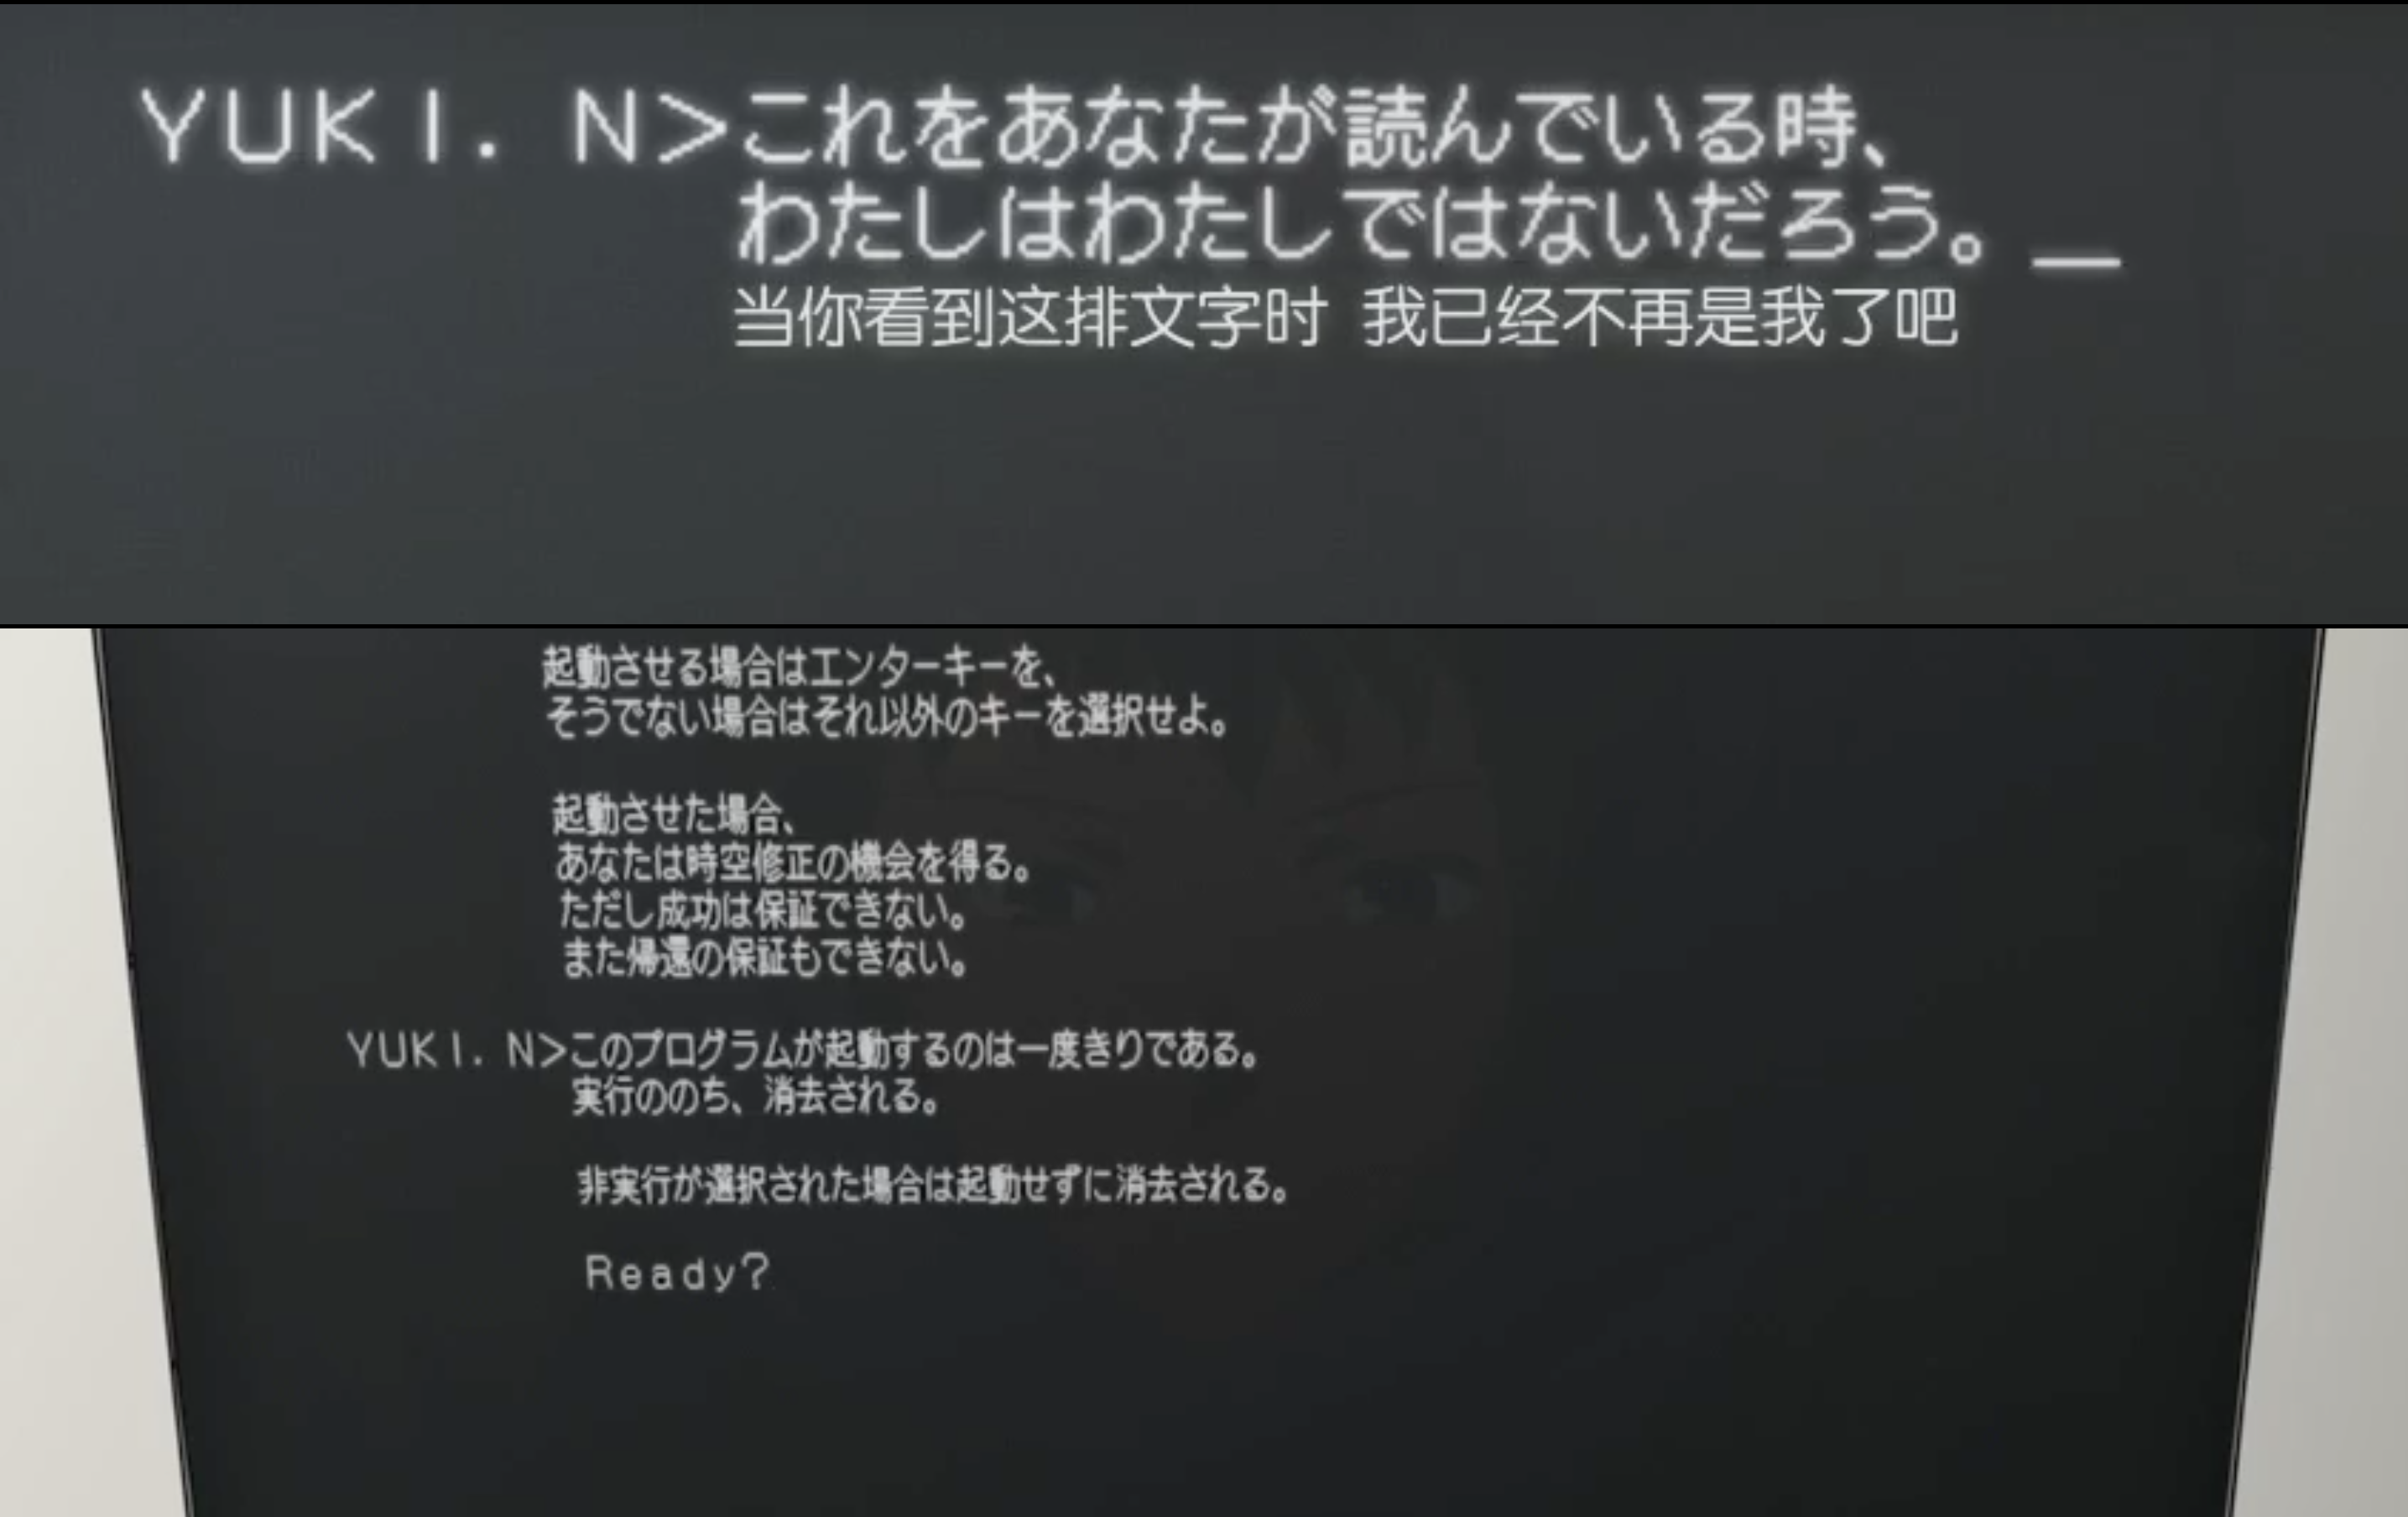 YUKI. N>これをあなたが読んでいる時、
わたしはわたしではないだろう。_
当你看到这排文字时 我已经不再是我了吧
起動させる場合はエンターキーを、
そうでない場合はそれ以外のキーを選択せよ。
起動させた場合、
あなたは時空修正の機会を得る。
ただし成功は保証できない。
また帰還の保証もできない。
YUKI. N>このプログラムが起動するのは一度きりである。
実行ののち、消去される。
非実行が選択された場合は起動せずに消去される。
Ready?